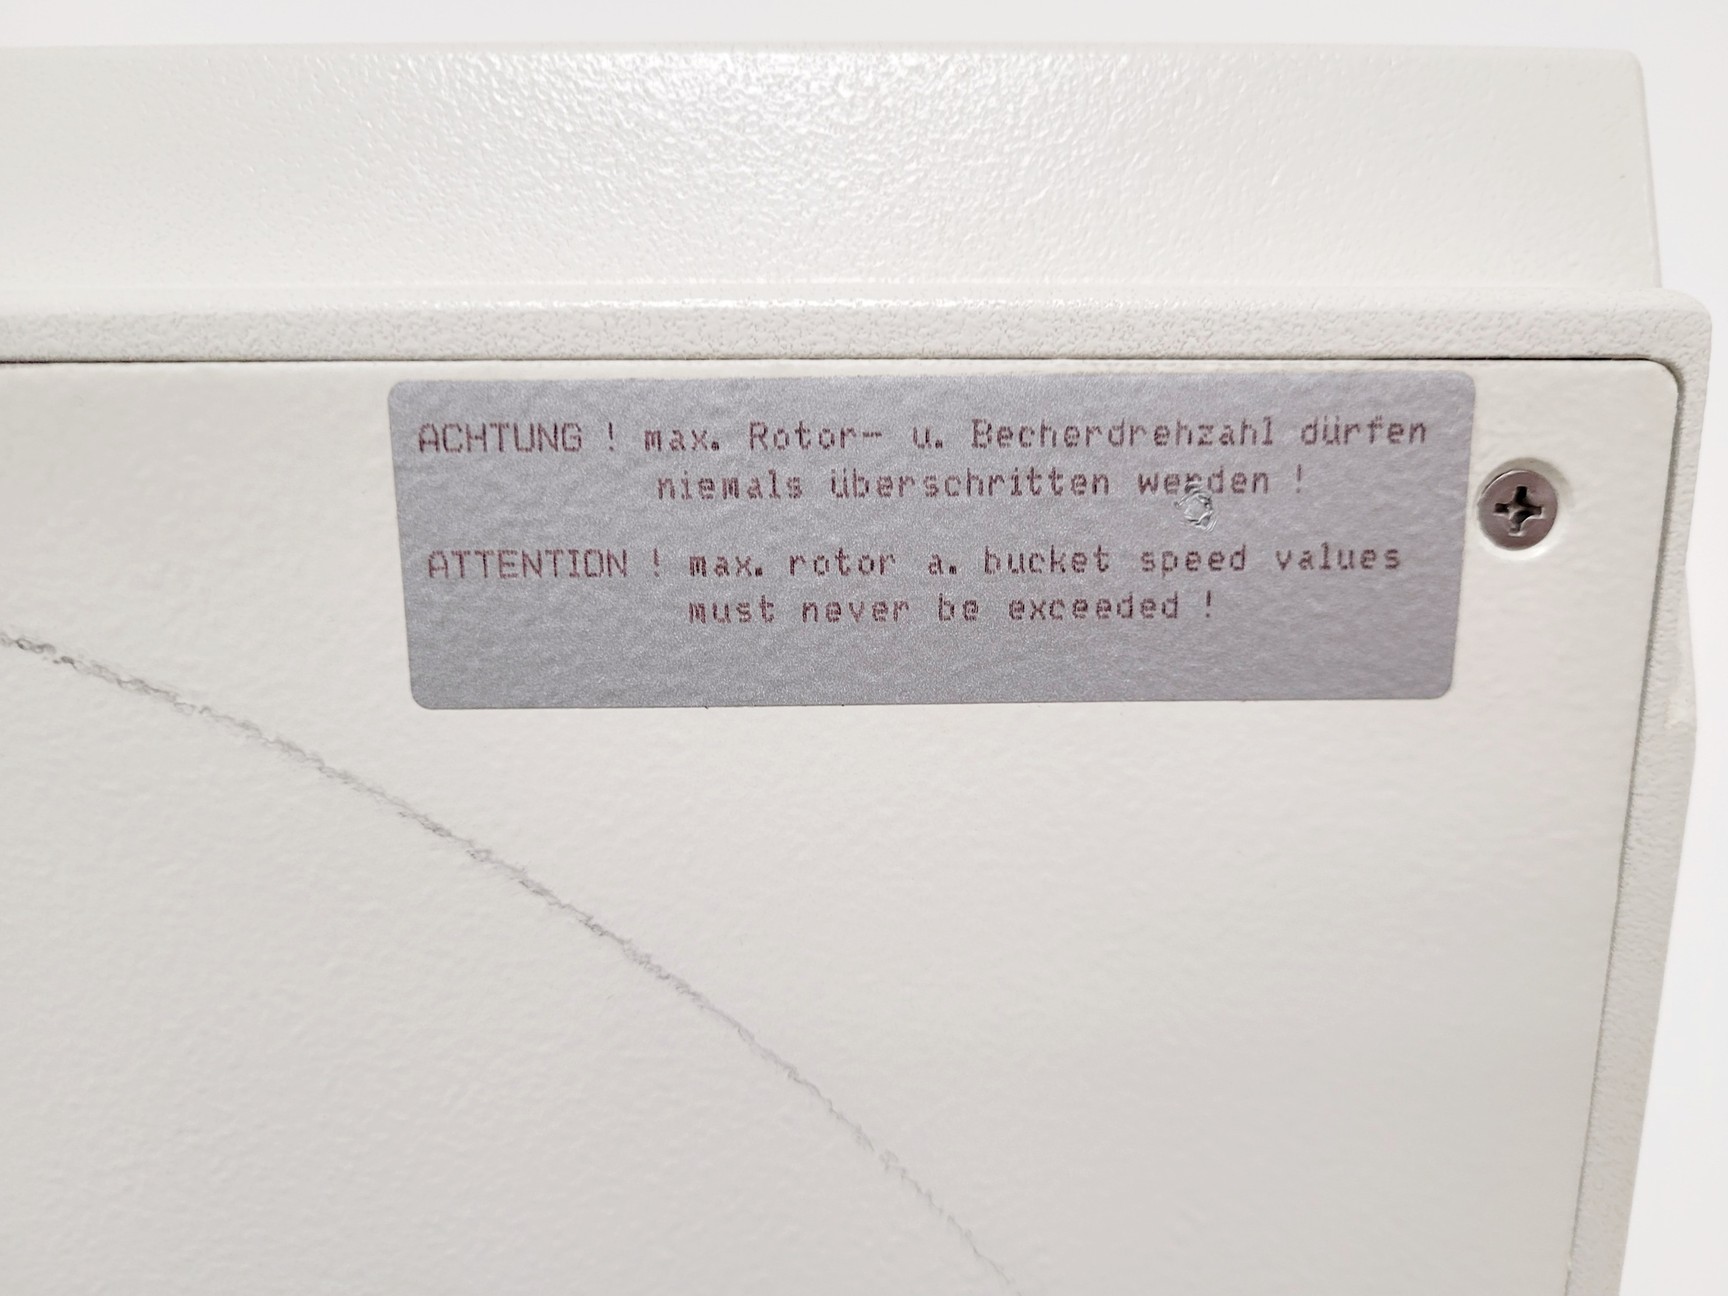 ACHTUNG ! max. Rotor- u. Becherdrehzahl dürfen
niemals überschritten werden !
ATTENTION ! max. rotor a. bucket speed values
must never be exceeded !